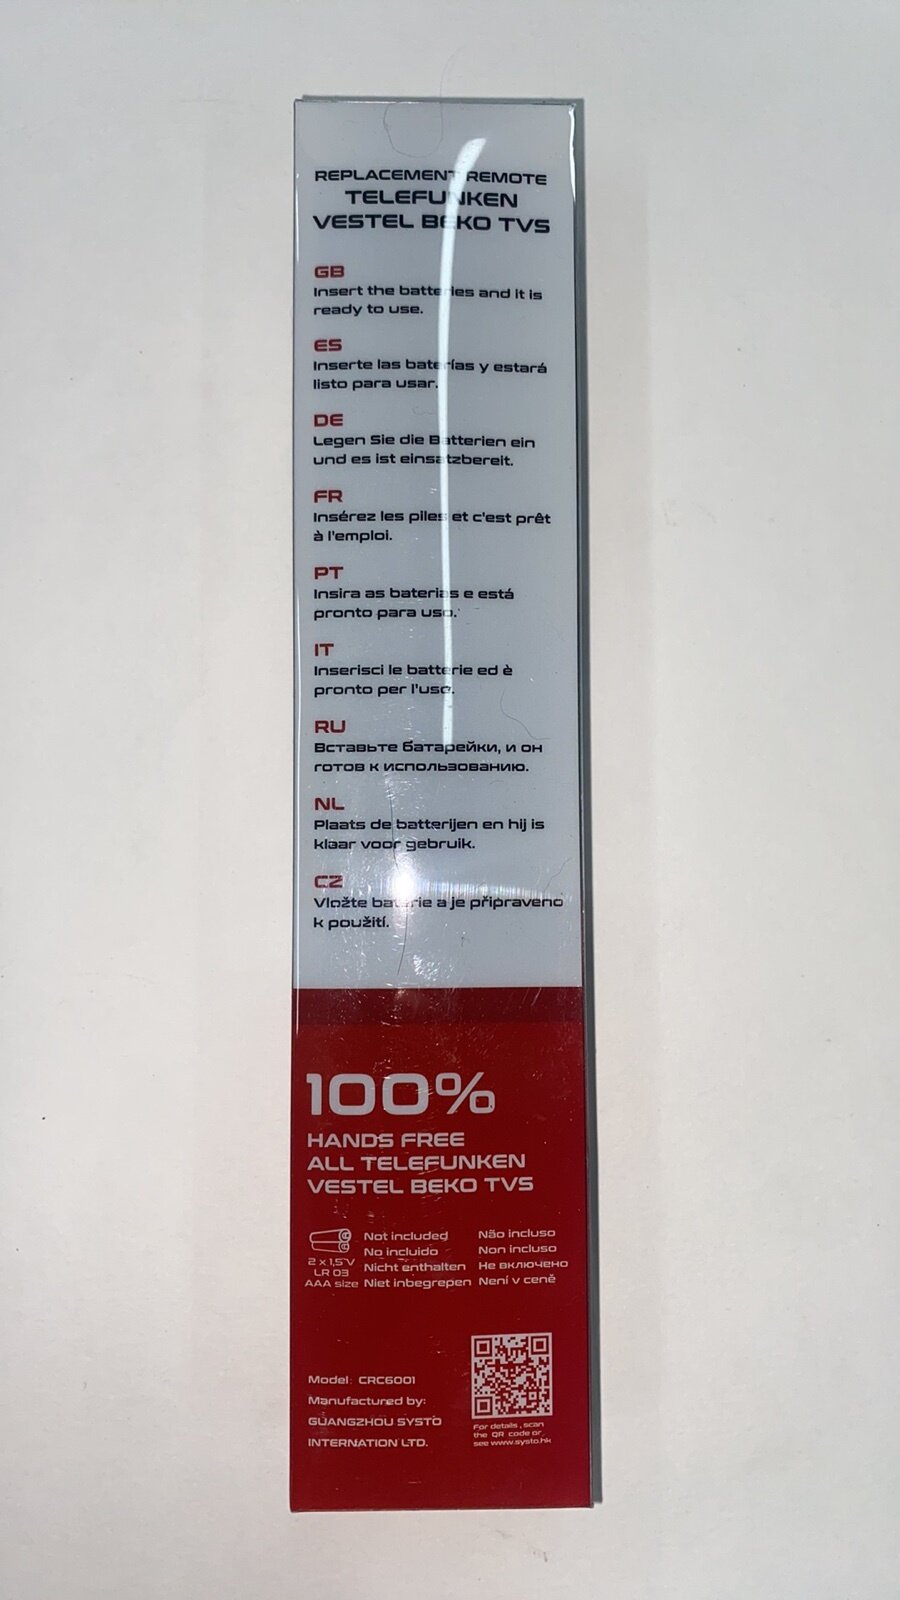 REPLACEMENT REMOTE
TELEFUNKEN
VESTEL BEKO TVS
GB
Insert the batteries and it is
ready to use.
ES
Inserte las baterías y estará
listo para usar.
DE
Legen Sie die Batterien ein
und es ist einsatzbereit.
FR
Insérez les piles et c'est prêt
à l'emploi.
PT
Insira as baterias e está
pronto para uso.
IT
Inserisci le batterie ed è
pronto per l'uso.
RU
Вставьте батарейки, и он
готов к использованию.
NL
Plaats de batterijen en hij is
klaar voor gebruik.
CZ
Vložte baterie a je připraveno
k použití.
100%
HANDS FREE
ALL TELEFUNKEN
VESTEL BEKO TVS
2 x 1,5 V
LR 03
AAA size
Not included
No incluido
Nicht enthalten
Niet inbegrepen
Não incluso
Non incluso
Не включено
Není v ceně
Model: CRC6001
Manufactured by:
GUANGZHOU SYSTO
INTERNATION LTD.
For details, scan
the QR code or
see www.systo.hk